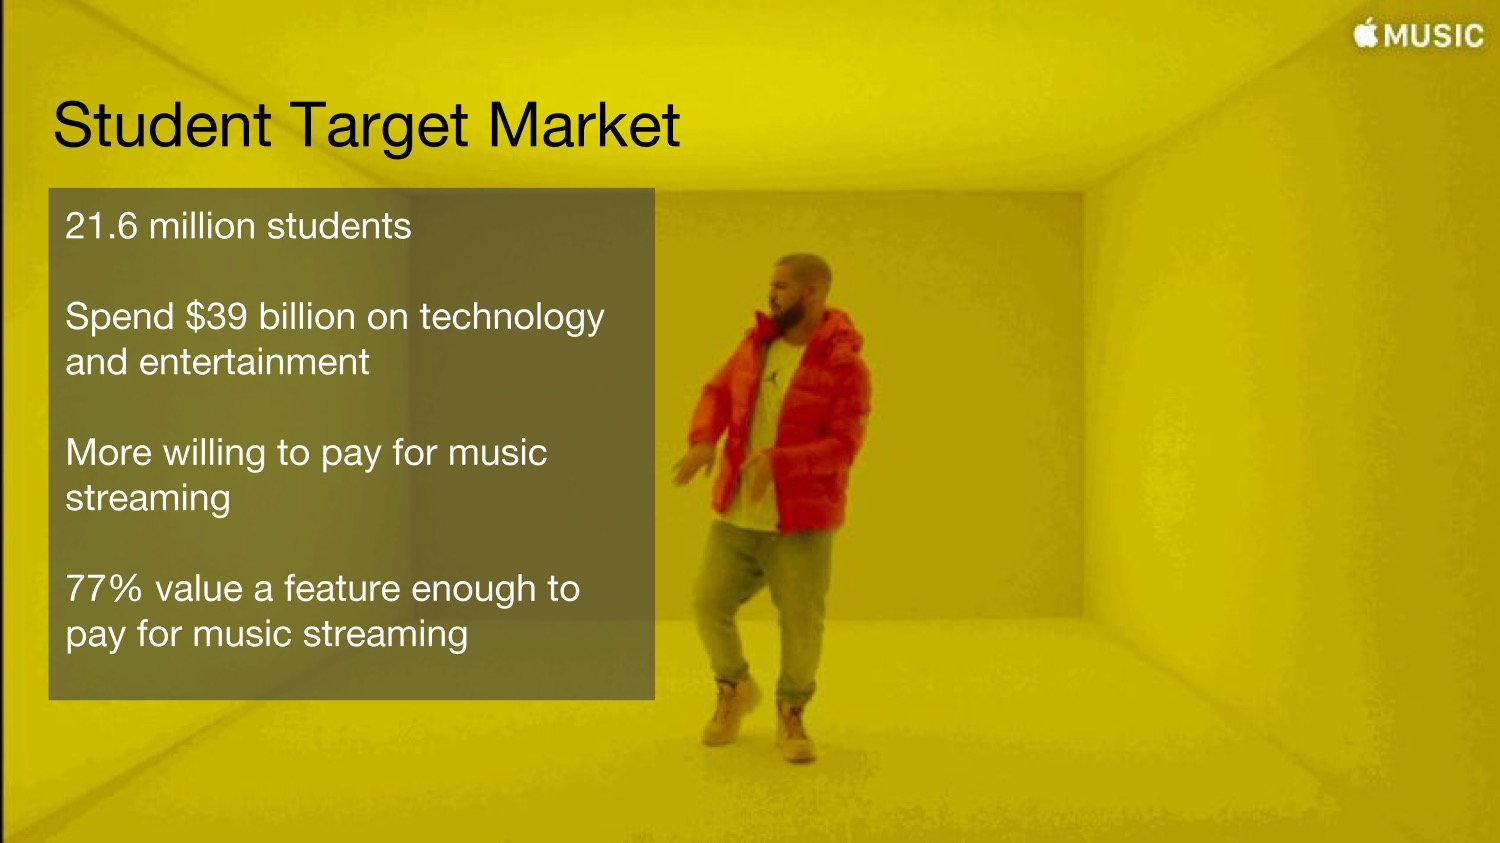 MUSIC
Student Target Market
21.6 million students
Spend $39 billion on technology
and entertainment
More willing to pay for music
streaming
77% value a feature enough to
pay for music streaming